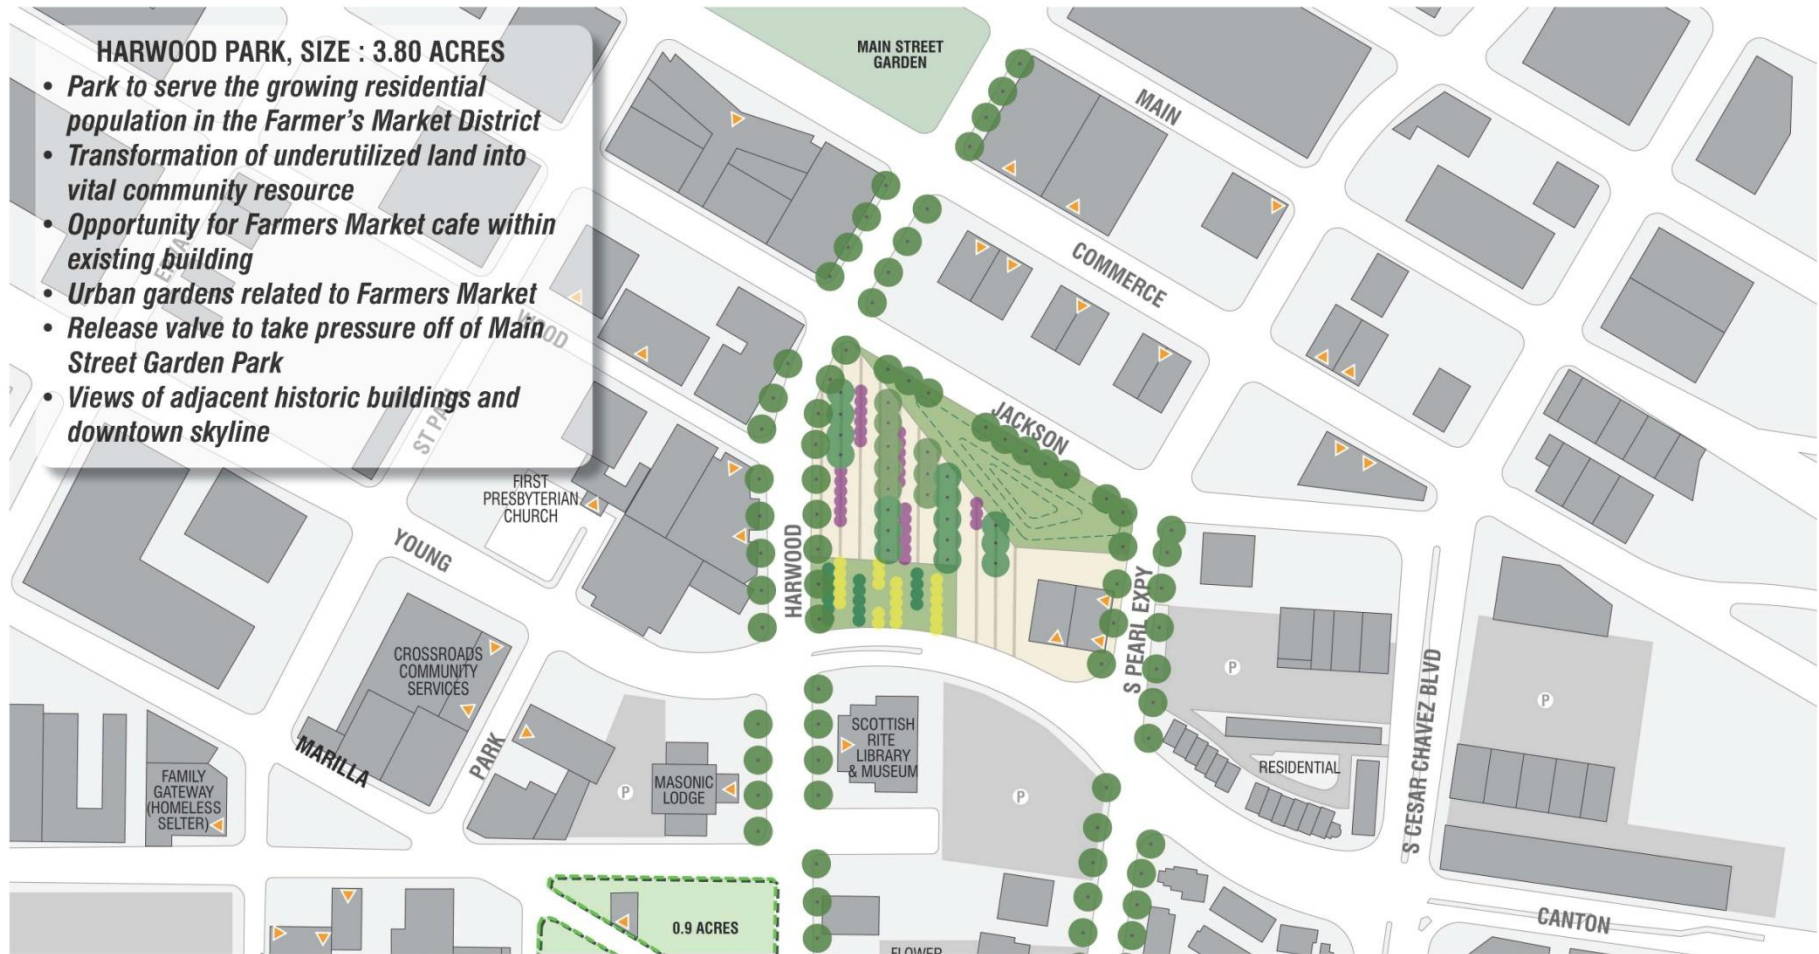 HARWOOD PARK, SIZE : 3.80 ACRES
• Park to serve the growing residential
population in the Farmer's Market District
• Transformation of underutilized land into
vital community resource
• Opportunity for Farmers Market cafe within
existing building
• Urban gardens related to Farmers Market
• Release valve to take pressure off of Main
Street Garden Park
• Views of adjacent historic buildings and
downtown skyline
MAIN STREET
GARDEN
MAIN
COMMERCE
JACKSON
WOOD
ST PAUL
FIRST
PRESBYTERIAN
CHURCH
YOUNG
HARWOOD
S PEARL EXPY
S CESAR CHAVEZ BLVD
CROSSROADS
COMMUNITY
SERVICES
MARILLA
PARK
FAMILY
GATEWAY
(HOMELESS
SELTER)
P
MASONIC
LODGE
SCOTTISH
RITE
LIBRARY
& MUSEUM
P
P
RESIDENTIAL
P
CANTON
0.9 ACRES
FLOWER